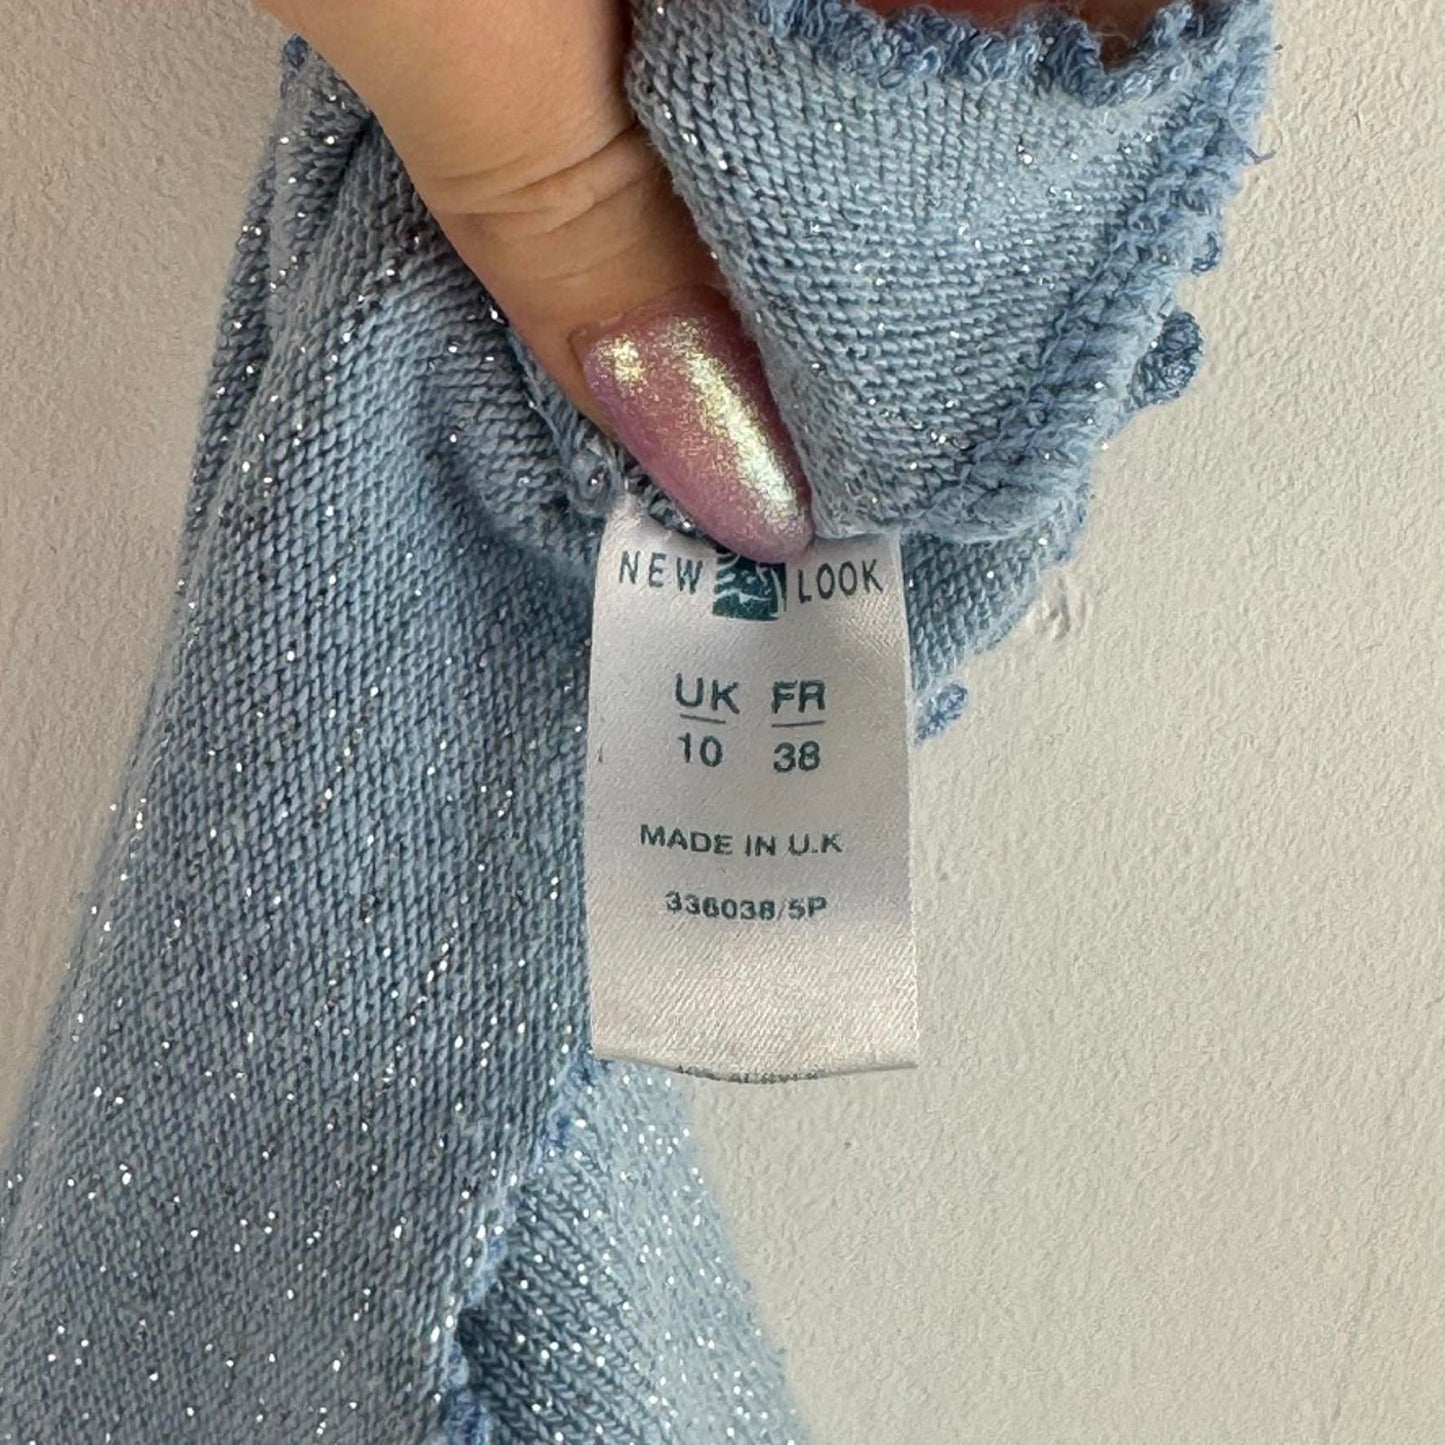 NEW LOOK
UK FR
10 38
MADE IN U.K
336038/5P